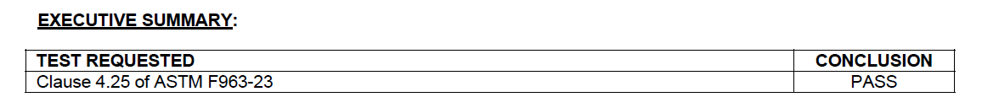 EXECUTIVE SUMMARY:
TEST REQUESTED CONCLUSION
Clause 4.25 of ASTM F963-23 PASS